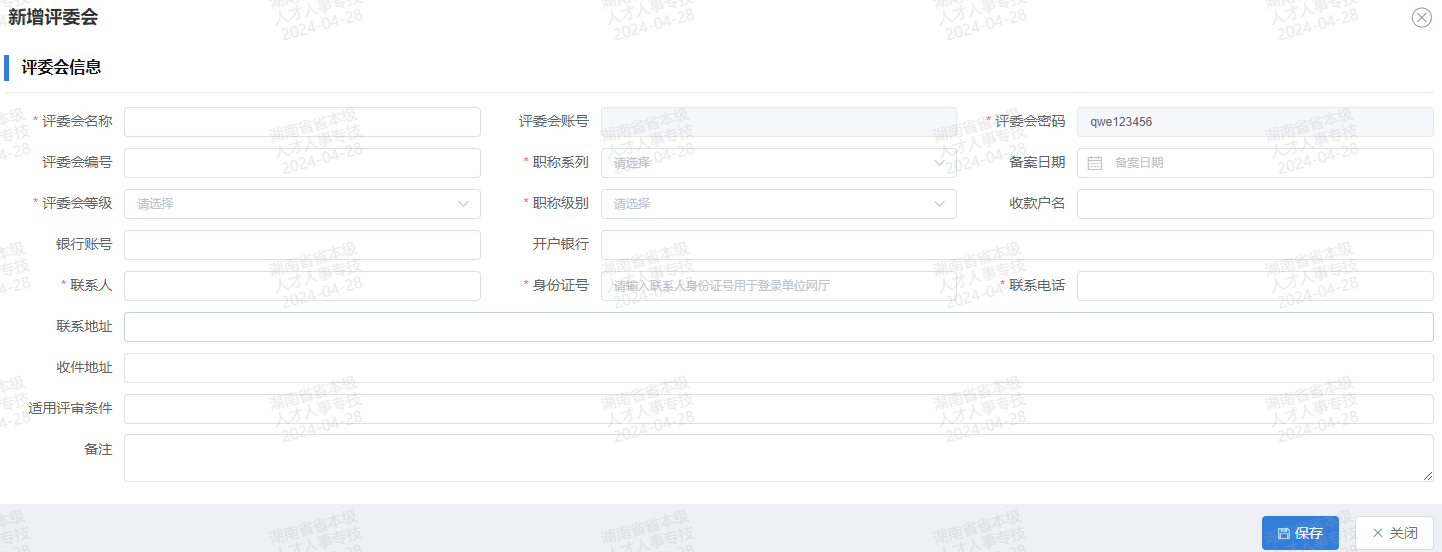 新增评委会
评委会信息
* 评委会名称
评委会账号
* 评委会密码 qwe123456
评委会编号
* 职称系列 请选择
备案日期 备案日期
* 评委会等级 请选择
* 职称级别 请选择
收款户名
银行账号
开户银行
* 联系人
* 身份证号 请输入联系人身份证号用于登录单位网厅
* 联系电话
联系地址
收件地址
适用评审条件
备注
保存
关闭
湖南省省本级
人才人事专技
2024-04-28